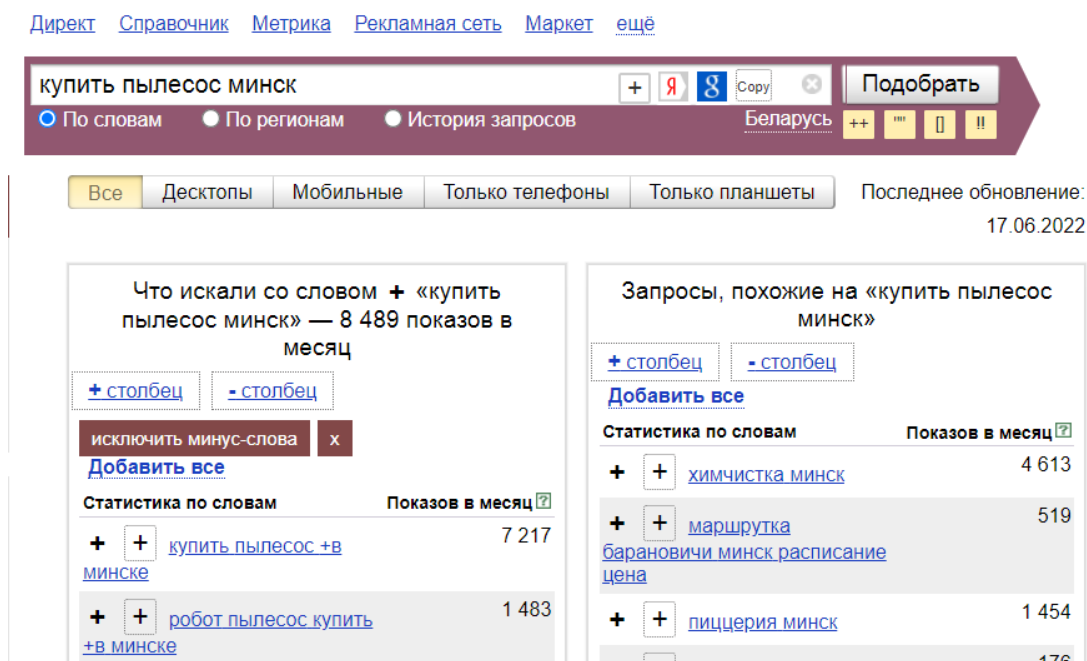 Директ Справочник Метрика Рекламная сеть Маркет ещё
купить пылесос минск + Я 8 Copy Подобрать
По словам По регионам История запросов Беларусь ++ "" [] !!
Все Десктопы Мобильные Только телефоны Только планшеты Последнее обновление:
17.06.2022
Что искали со словом + «купить
пылесос минск» — 8 489 показов в
месяц
+ столбец - столбец
исключить минус-слова x
Добавить все
Статистика по словам Показов в месяц ?
+ + купить пылесос +в 7 217
минске
+ + робот пылесос купить 1 483
+в минске
Запросы, похожие на «купить пылесос
минск»
+ столбец - столбец
Добавить все
Статистика по словам Показов в месяц ?
+ + химчистка минск 4 613
+ + маршрутка 519
барановичи минск расписание
цена
+ + пиццерия минск 1 454